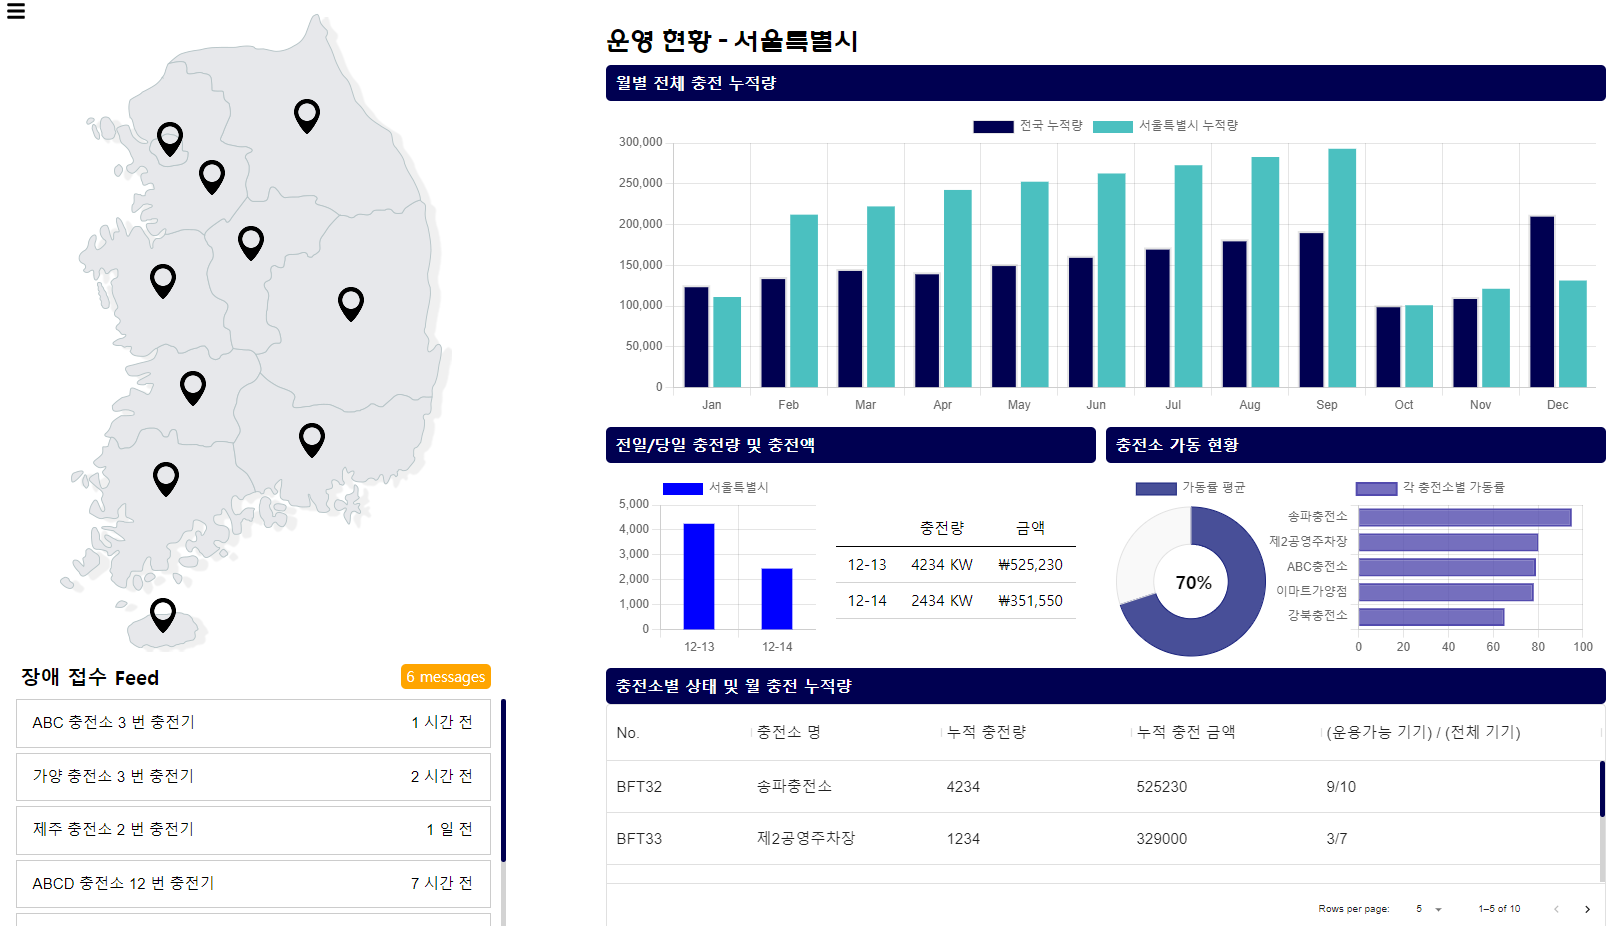 운영 현황 - 서울특별시
월별 전체 충전 누적량
전국 누적량 서울특별시 누적량
300,000
250,000
200,000
150,000
100,000
50,000
0
Jan Feb Mar Apr May Jun Jul Aug Sep Oct Nov Dec
전일/당일 충전량 및 충전액
서울특별시
5,000
4,000
3,000
2,000
1,000
0
12-13 12-14
충전량 금액
12-13 4234 KW ₩525,230
12-14 2434 KW ₩351,550
충전소 가동 현황
가동률 평균
70%
각 충전소별 가동률
송파충전소
제2공영주차장
ABC충전소
이마트가양점
강북충전소
0 20 40 60 80 100
장애 접수 Feed 6 messages
ABC 충전소 3 번 충전기 1 시간 전
가양 충전소 3 번 충전기 2 시간 전
제주 충전소 2 번 충전기 1 일 전
ABCD 충전소 12 번 충전기 7 시간 전
충전소별 상태 및 월 충전 누적량
No. 충전소 명 누적 충전량 누적 충전 금액 (운용가능 기기) / (전체 기기)
BFT32 송파충전소 4234 525230 9/10
BFT33 제2공영주차장 1234 329000 3/7
Rows per page: 5 1–5 of 10